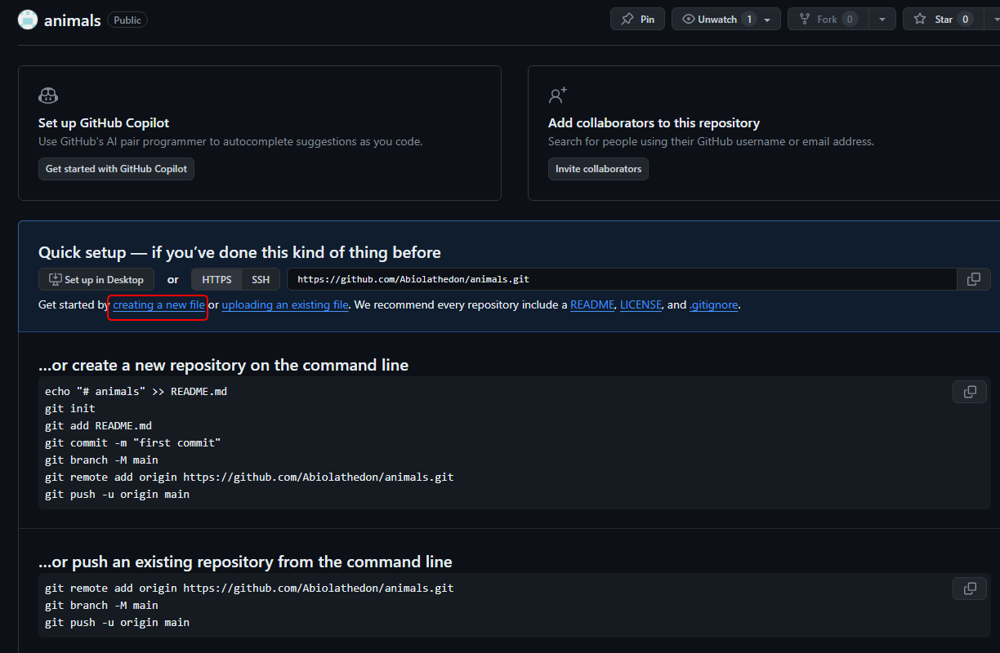 animals Public Pin Unwatch 1 Fork 0 Star 0
Set up GitHub Copilot
Use GitHub's AI pair programmer to autocomplete suggestions as you code.
Get started with GitHub Copilot
Add collaborators to this repository
Search for people using their GitHub username or email address.
Invite collaborators
Quick setup — if you’ve done this kind of thing before
Set up in Desktop or HTTPS SSH https://github.com/Abiolathedon/animals.git
Get started by creating a new file or uploading an existing file. We recommend every repository include a README, LICENSE, and .gitignore.
…or create a new repository on the command line
echo "# animals" >> README.md
git init
git add README.md
git commit -m "first commit"
git branch -M main
git remote add origin https://github.com/Abiolathedon/animals.git
git push -u origin main
…or push an existing repository from the command line
git remote add origin https://github.com/Abiolathedon/animals.git
git branch -M main
git push -u origin main